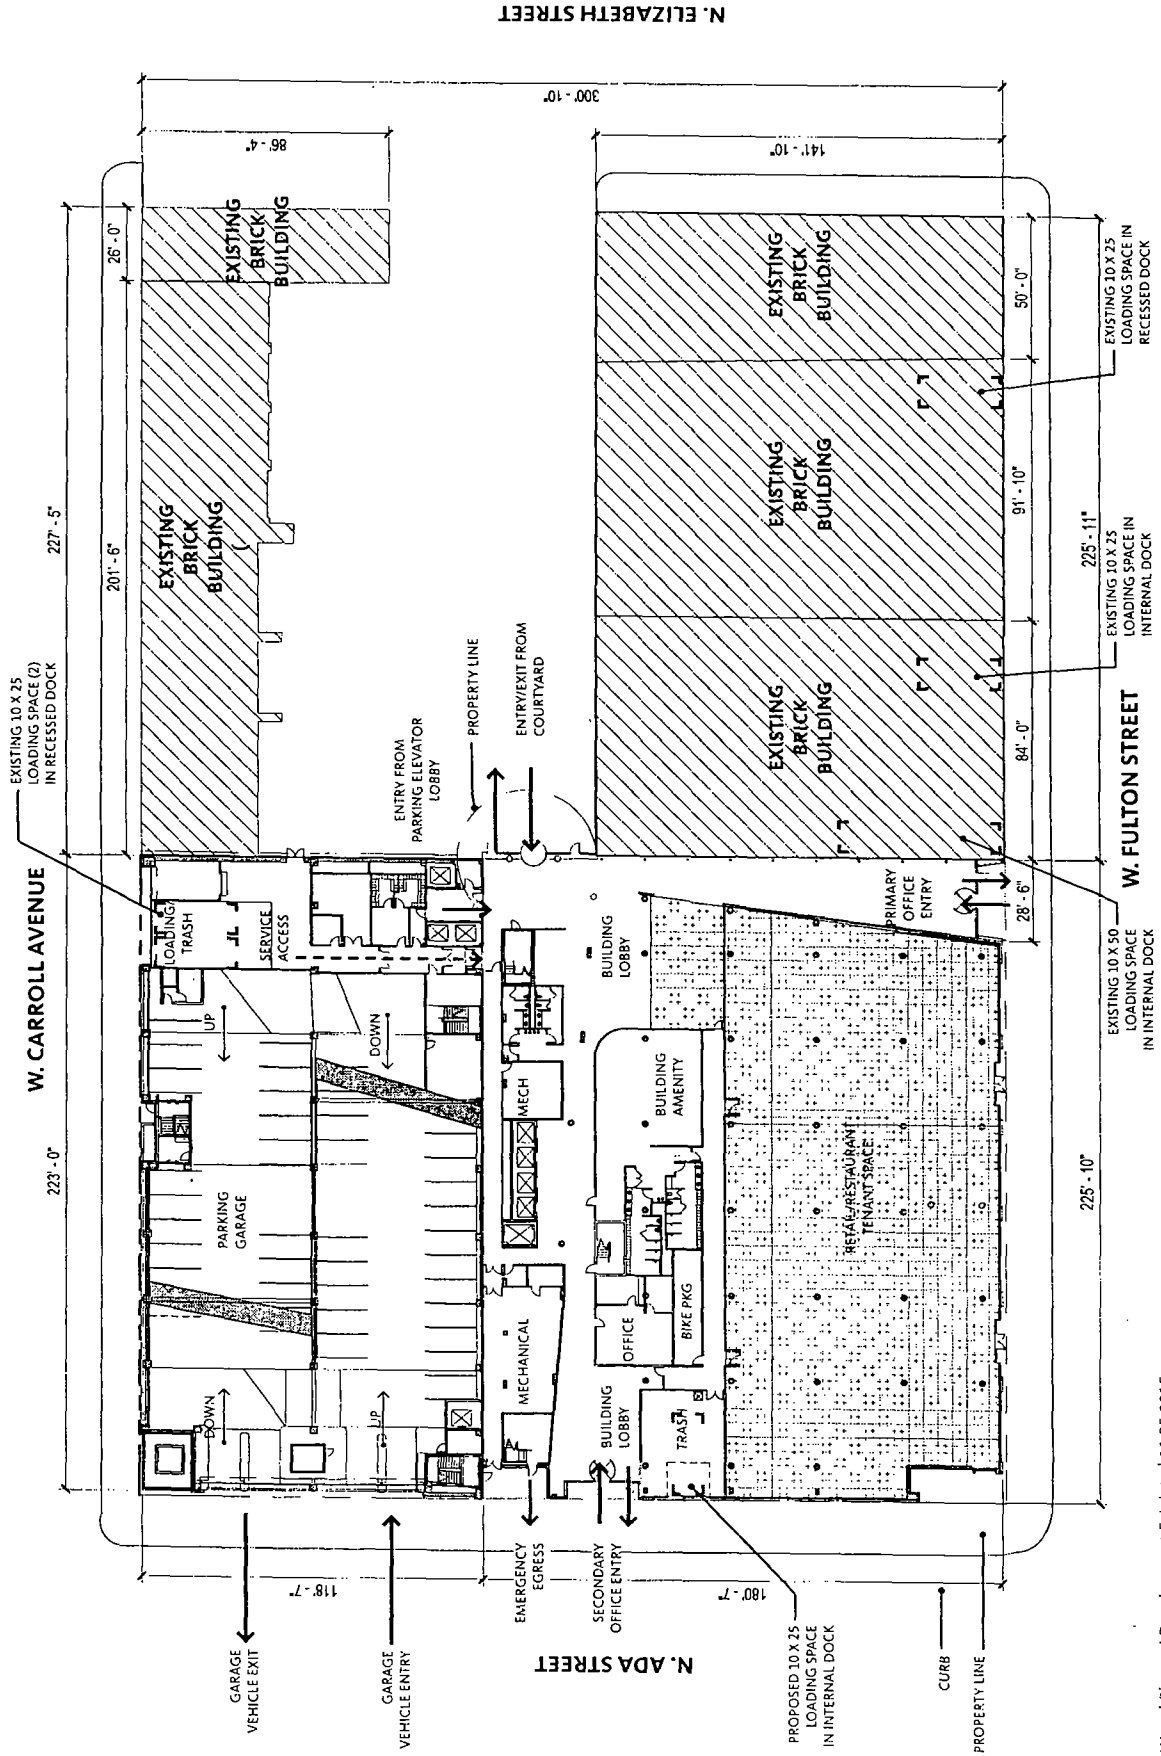 N. ELIZABETH STREET
300'-10"
86'-4"
141'-10"
W. CARROLL AVENUE
227'-5"
26'-0"
201'-6"
223'-0"
EXISTING
BRICK
BUILDING
EXISTING
BRICK
BUILDING
EXISTING 10 X 25
LOADING SPACE (2)
IN RECESSED DOCK
EXISTING
BRICK
BUILDING
EXISTING
BRICK
BUILDING
EXISTING
BRICK
BUILDING
50'-0"
91'-10"
84'-0"
28'-6"
225'-11"
225'-10"
EXISTING 10 X 25
LOADING SPACE IN
RECESSED DOCK
EXISTING 10 X 25
LOADING SPACE IN
INTERNAL DOCK
EXISTING 10 X 50
LOADING SPACE
IN INTERNAL DOCK
W. FULTON STREET
ENTRY FROM
PARKING ELEVATOR
LOBBY
PROPERTY LINE
ENTRY/EXIT FROM
COURTYARD
LOADING/
TRASH
SERVICE
ACCESS
UP
DOWN
PARKING
GARAGE
DOWN
UP
MECH
MECHANICAL
BUILDING
LOBBY
PRIMARY
OFFICE
ENTRY
BUILDING
AMENITY
BIKE PKG
OFFICE
BUILDING
LOBBY
TRASH
RETAIL/RESTAURANT
TENANT SPACE
118'-7"
180'-7"
GARAGE
VEHICLE EXIT
GARAGE
VEHICLE ENTRY
EMERGENCY
EGRESS
SECONDARY
OFFICE ENTRY
N. ADA STREET
PROPOSED 10 X 25
LOADING SPACE
IN INTERNAL DOCK
CURB
PROPERTY LINE